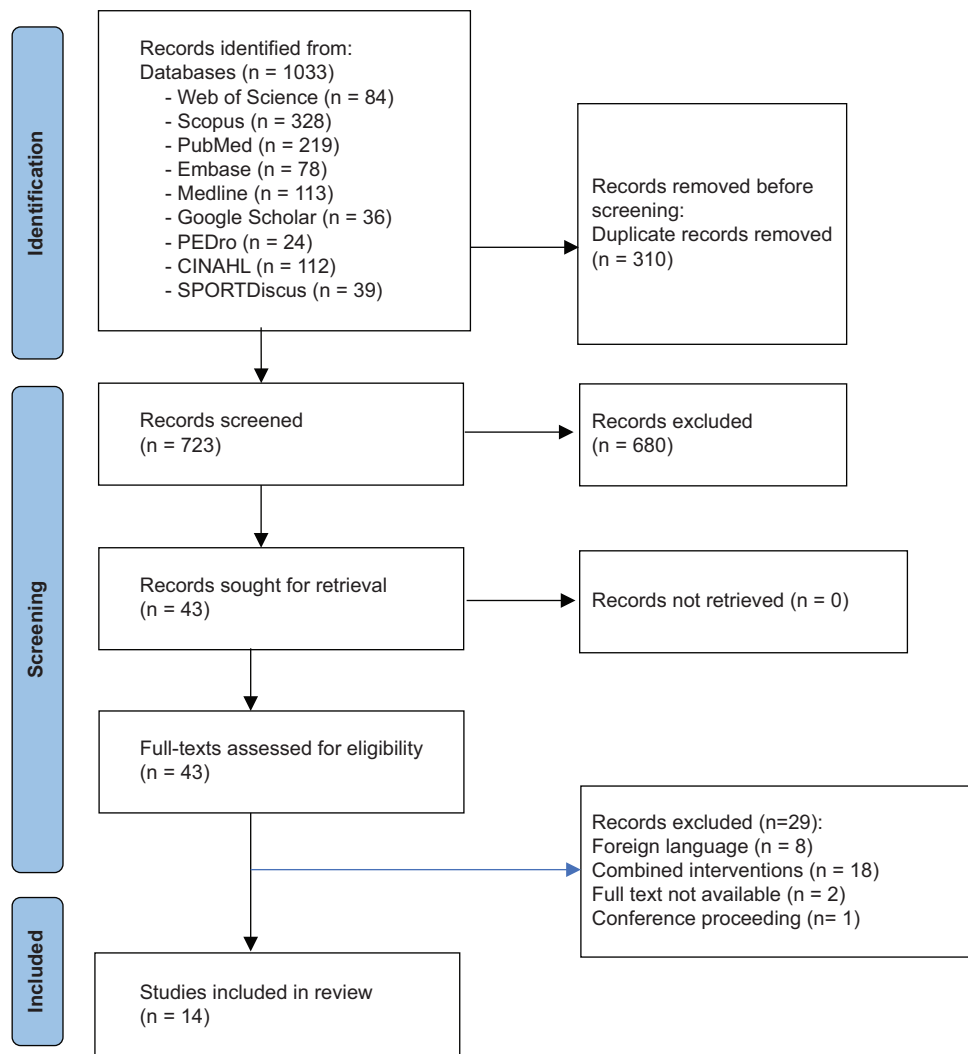 Identification
Records identified from:
Databases (n = 1033)
- Web of Science (n = 84)
- Scopus (n = 328)
- PubMed (n = 219)
- Embase (n = 78)
- Medline (n = 113)
- Google Scholar (n = 36)
- PEDro (n = 24)
- CINAHL (n = 112)
- SPORTDiscus (n = 39)
Records removed before
screening:
Duplicate records removed
(n = 310)
Screening
Records screened
(n = 723)
Records excluded
(n = 680)
Records sought for retrieval
(n = 43)
Records not retrieved (n = 0)
Full-texts assessed for eligibility
(n = 43)
Records excluded (n=29):
Foreign language (n = 8)
Combined interventions (n = 18)
Full text not available (n = 2)
Conference proceeding (n= 1)
Included
Studies included in review
(n = 14)